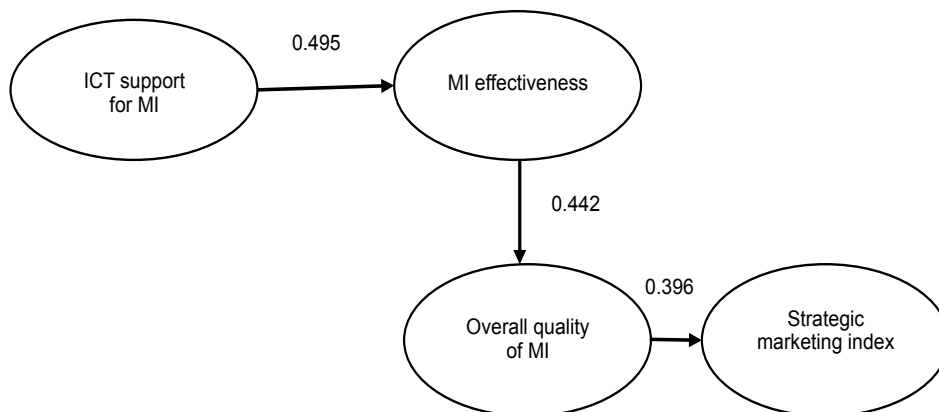 0.495
ICT support
for MI
MI effectiveness
0.442
0.396
Overall quality
of MI
Strategic
marketing index